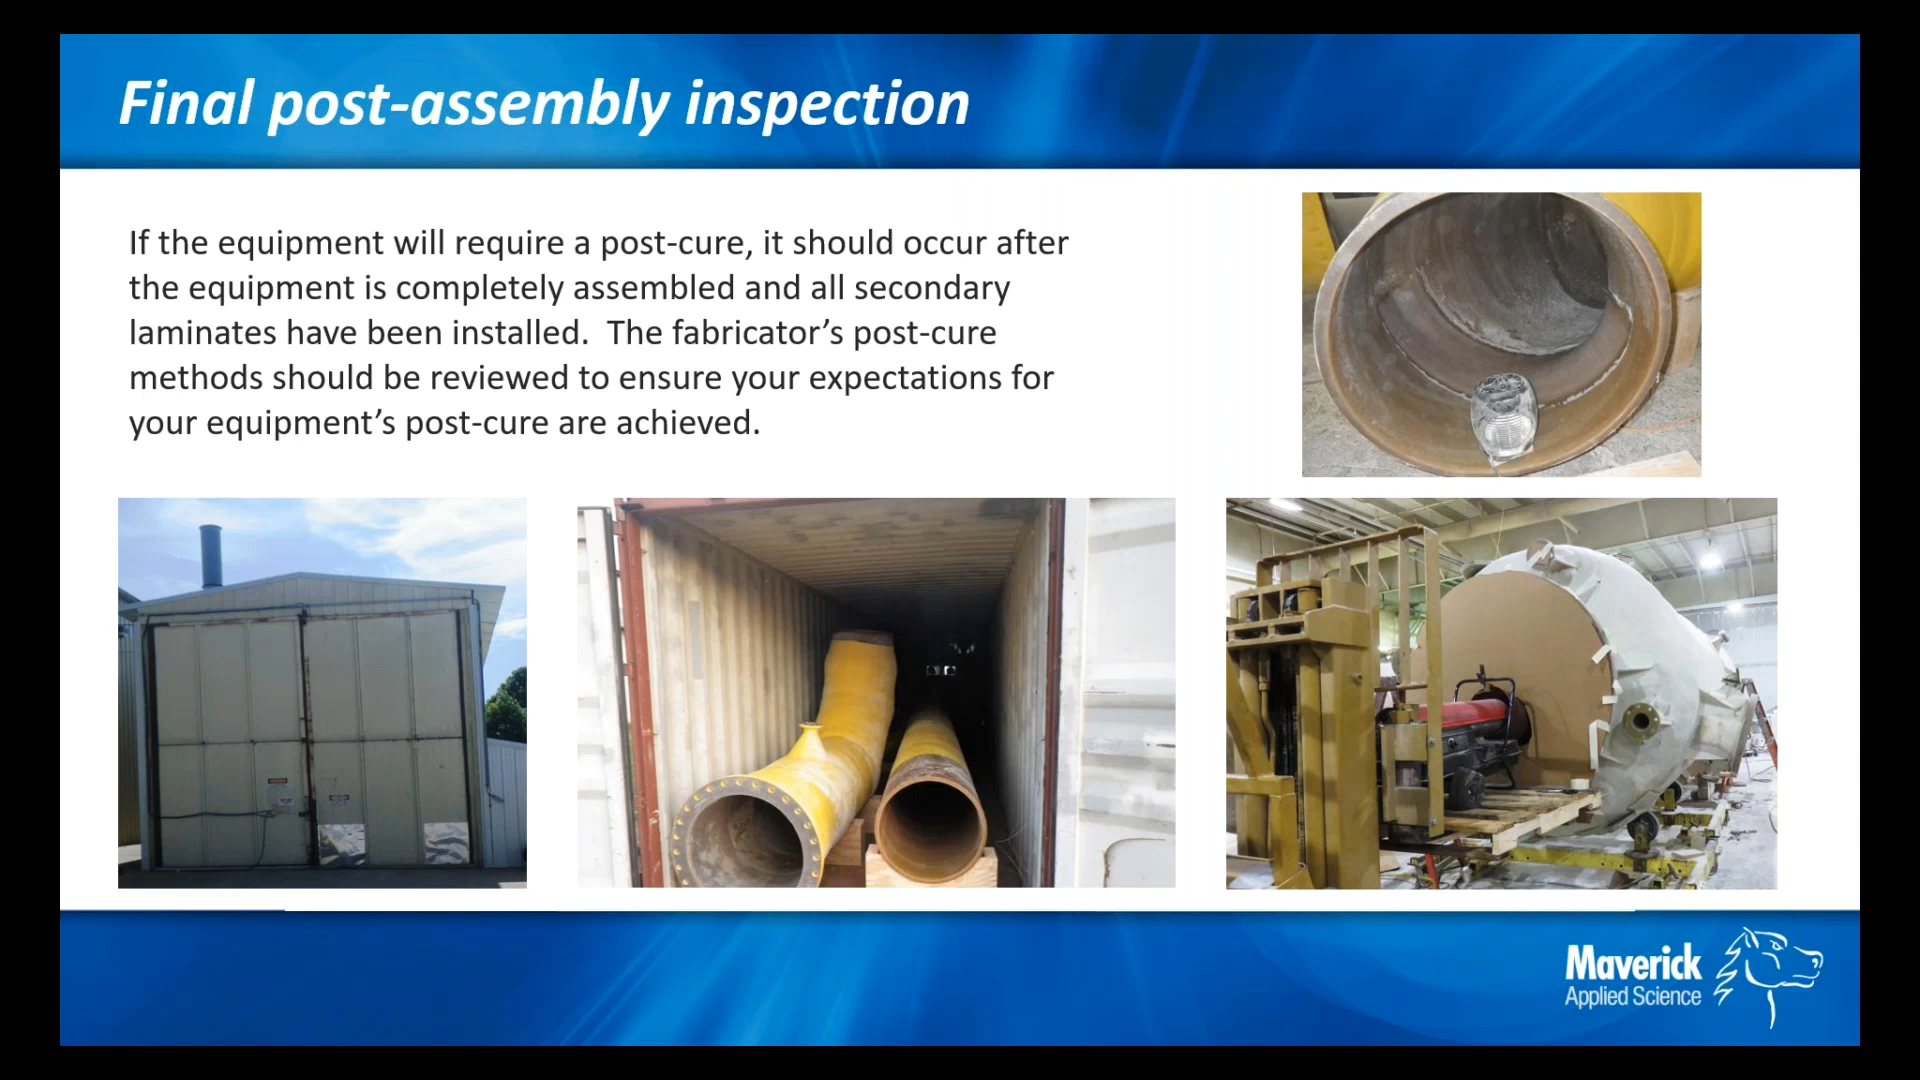 Final post-assembly inspection
If the equipment will require a post-cure, it should occur after
the equipment is completely assembled and all secondary
laminates have been installed.  The fabricator’s post-cure
methods should be reviewed to ensure your expectations for
your equipment’s post-cure are achieved.
Maverick
Applied Science